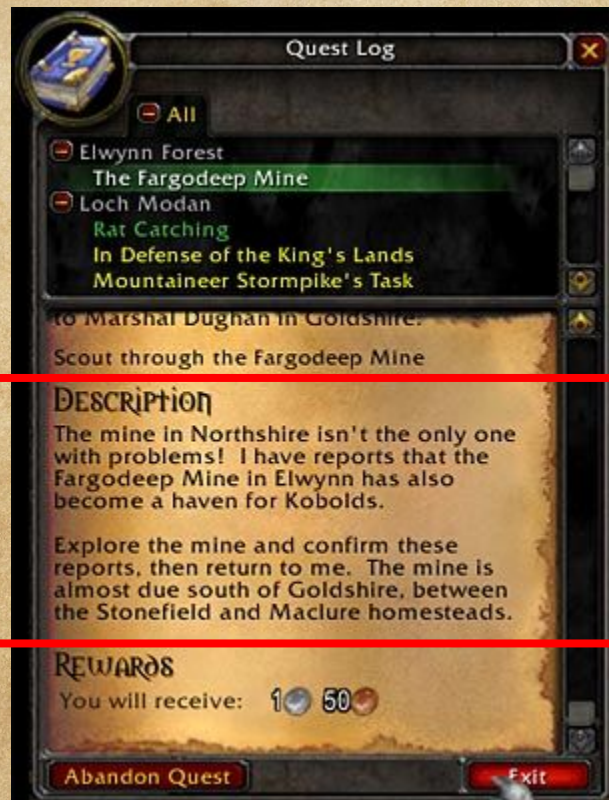 Quest Log
All
Elwynn Forest
The Fargodeep Mine
Loch Modan
Rat Catching
In Defense of the King's Lands
Mountaineer Stormpike's Task
to Marshal Dughan in Goldshire.
Scout through the Fargodeep Mine
Description
The mine in Northshire isn't the only one
with problems!  I have reports that the
Fargodeep Mine in Elwynn has also
become a haven for Kobolds.
Explore the mine and confirm these
reports, then return to me.  The mine is
almost due south of Goldshire, between
the Stonefield and Maclure homesteads.
Rewards
You will receive: 1 50
Abandon Quest
Exit